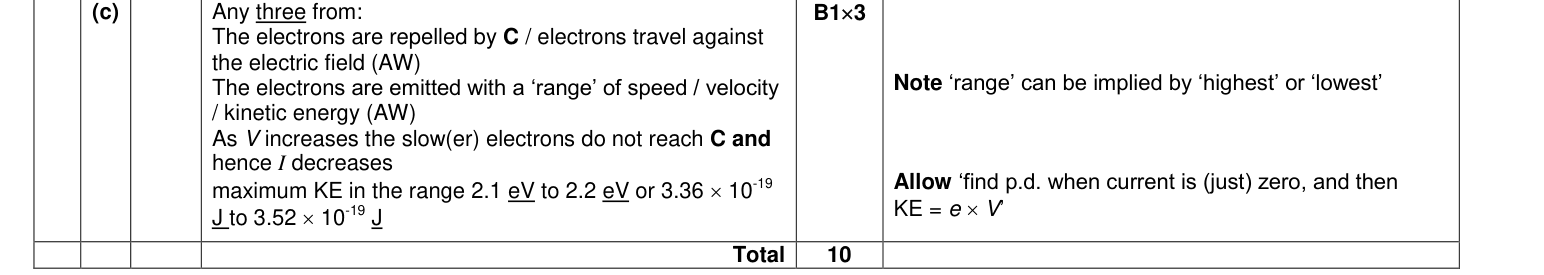 (c)
Any three from:
B1×3
The electrons are repelled by C / electrons travel against
the electric field (AW)
The electrons are emitted with a ‘range’ of speed / velocity
/ kinetic energy (AW)
Note ‘range’ can be implied by ‘highest’ or ‘lowest’
As V increases the slow(er) electrons do not reach C and
hence I decreases
maximum KE in the range 2.1 eV to 2.2 eV or 3.36 × 10⁻¹⁹
J to 3.52 × 10⁻¹⁹ J
Allow ‘find p.d. when current is (just) zero, and then
KE = e × V’
Total
10